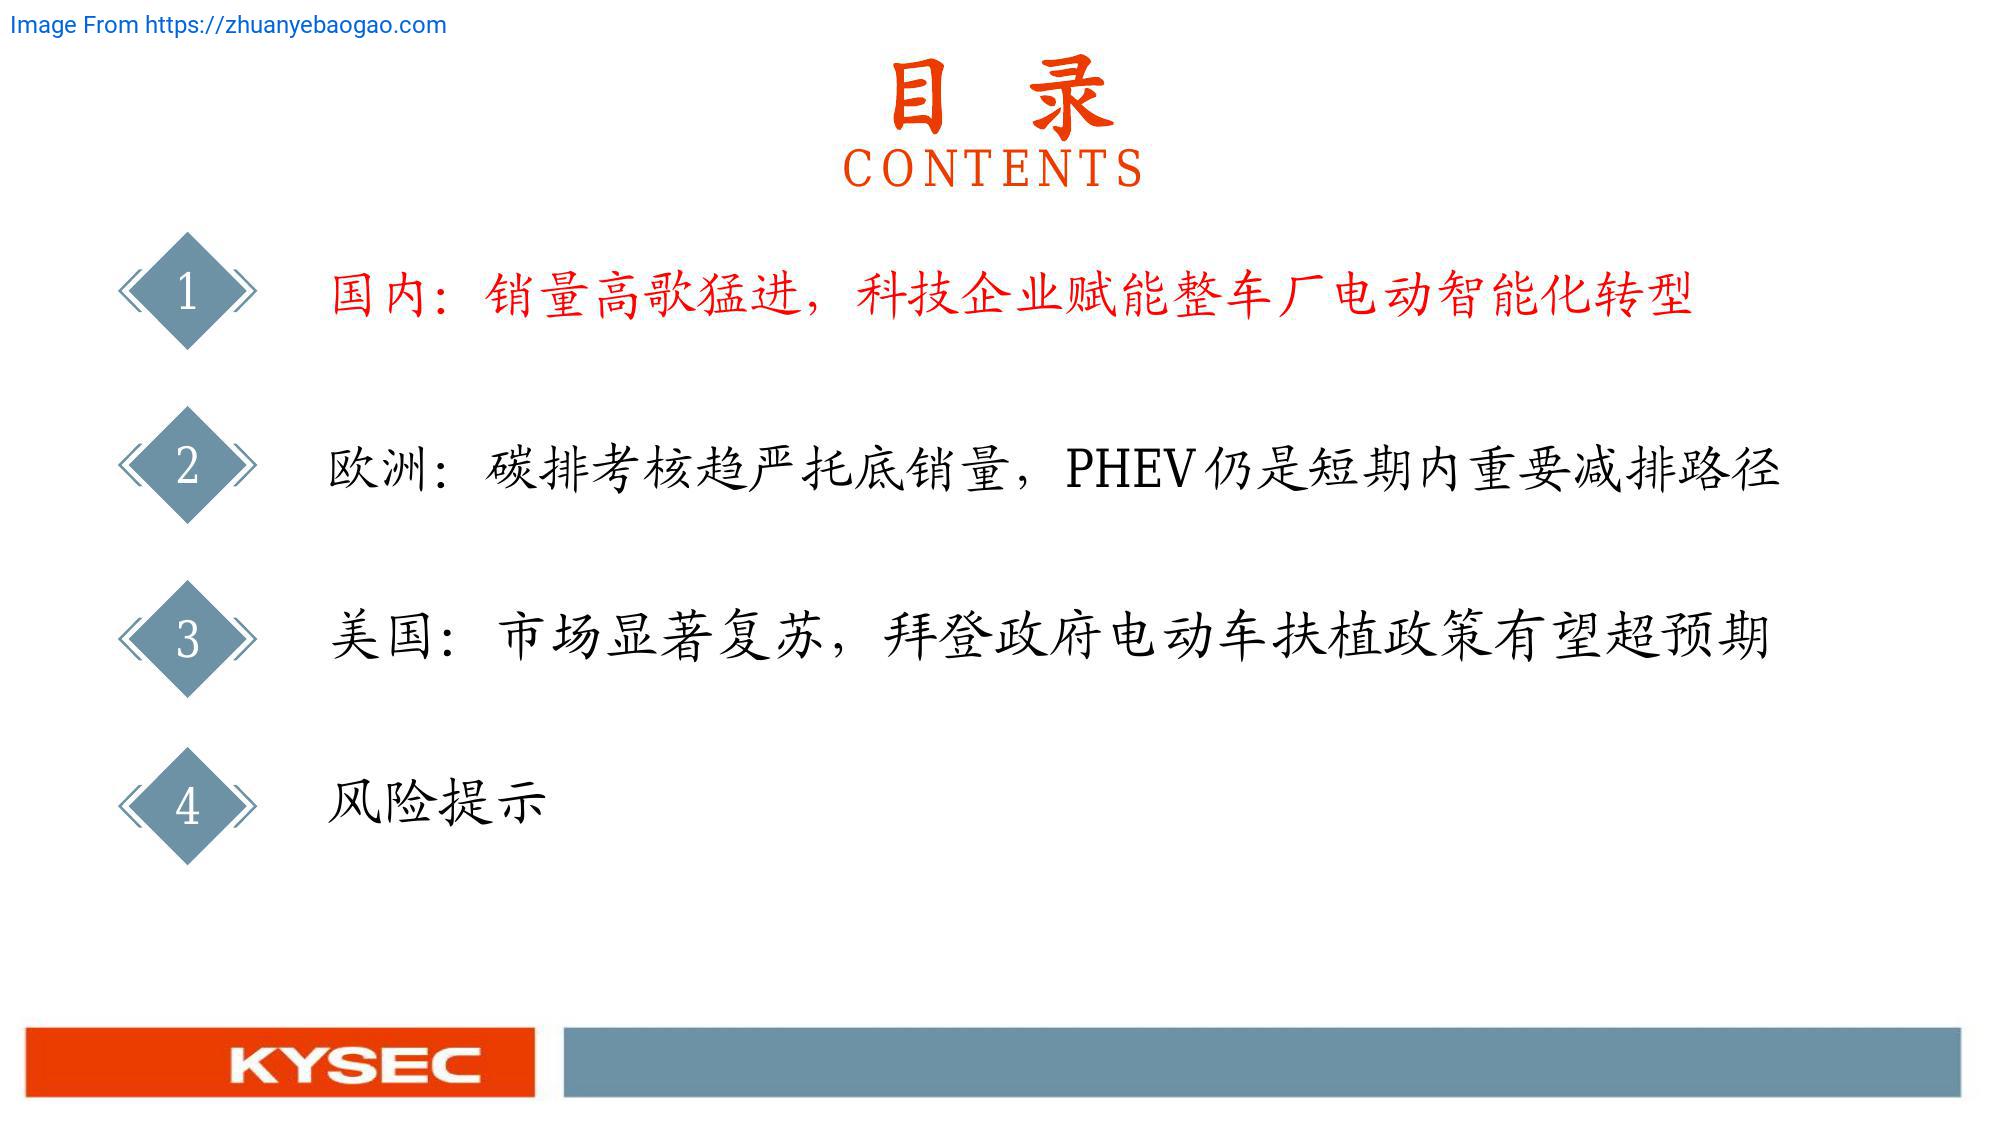 Image From https://zhuanyebaogao.com
目 录
CONTENTS
1 国内：销量高歌猛进，科技企业赋能整车厂电动智能化转型
2 欧洲：碳排考核趋严托底销量，PHEV仍是短期内重要减排路径
3 美国：市场显著复苏，拜登政府电动车扶植政策有望超预期
4 风险提示
KYSEC